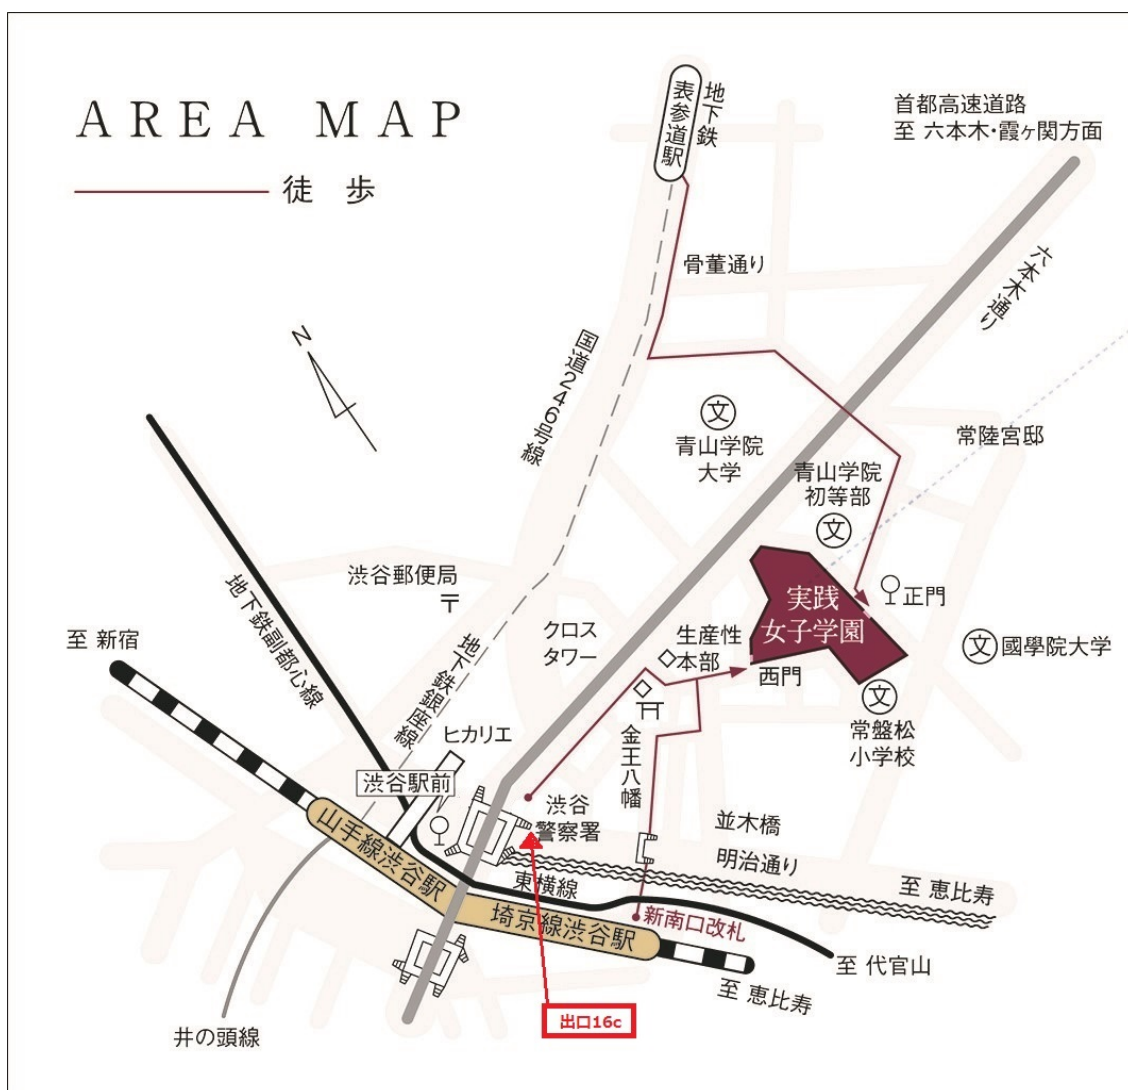 AREA MAP
徒歩
地下鉄
表参道駅
首都高速道路
至 六本木・霞ヶ関方面
骨董通り
六本木通り
N
国道246号線
文
青山学院
大学
常陸宮邸
青山学院
初等部
文
渋谷郵便局
〒
地下鉄副都心線
至 新宿
地下鉄銀座線
クロス
タワー
生産性
本部
実践
女子学園
正門
西門
文
國學院大学
文
常盤松
小学校
ヒカリエ
渋谷駅前
金王八幡
渋谷
警察署
並木橋
明治通り
山手線渋谷駅
東横線
至 恵比寿
埼京線渋谷駅
新南口改札
至 代官山
至 恵比寿
出口16c
井の頭線